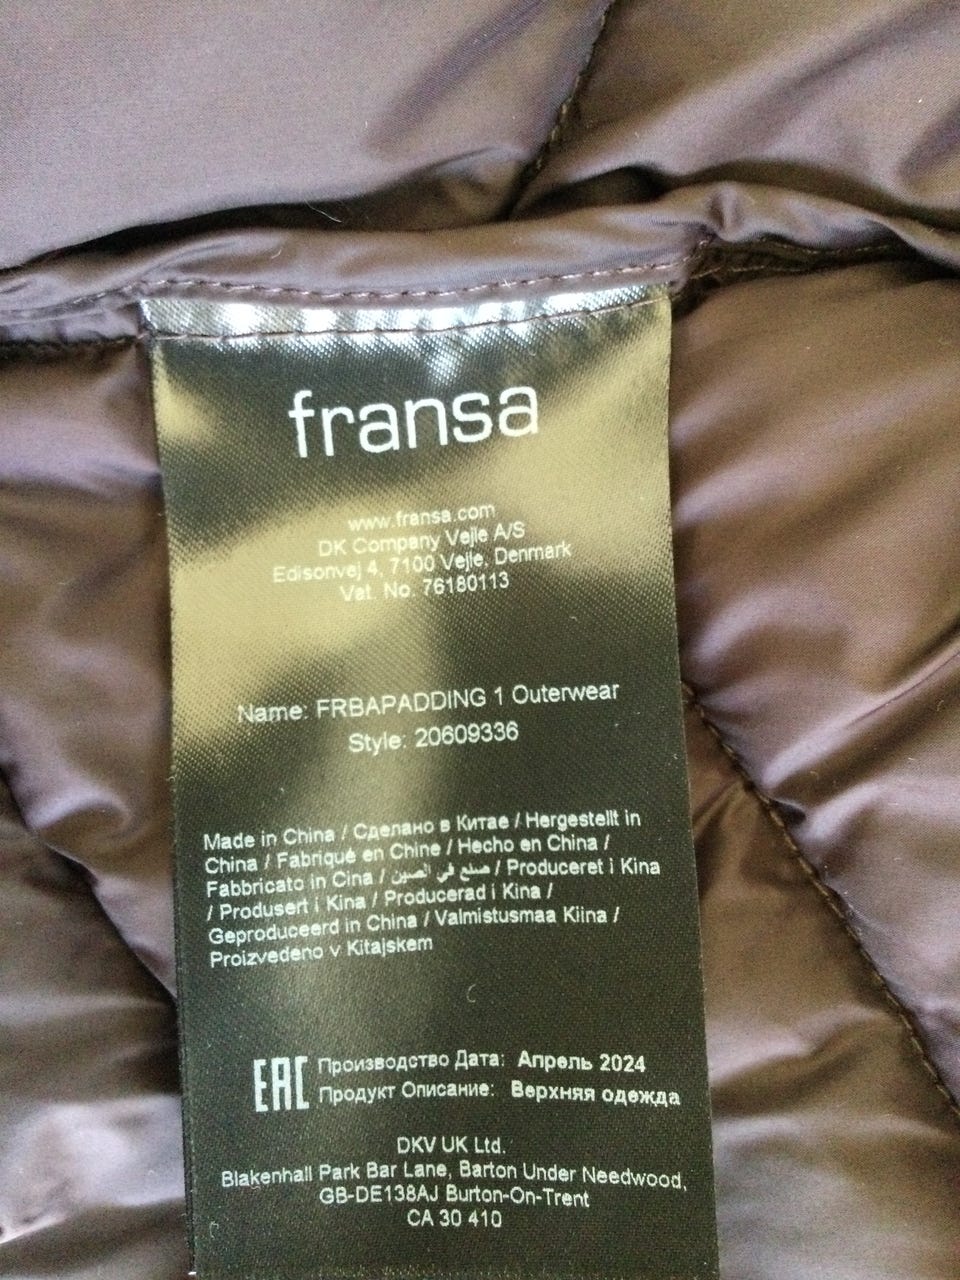 fransa
www.fransa.com
DK Company Vejle A/S
Edisonvej 4, 7100 Vejle, Denmark
Vat. No. 76180113
Name: FRBAPADDING 1 Outerwear
Style: 20609336
Made in China / Сделано в Китае / Hergestellt in
China / Fabriqué en Chine / Hecho en China /
Fabbricato in Cina / صنع في الصين / Produceret i Kina
/ Produsert i Kina / Producerad i Kina /
Geproduceerd in China / Valmistusmaa Kiina /
Proizvedeno v Kitajskem
EAC Производство Дата: Апрель 2024
Продукт Описание: Верхняя одежда
DKV UK Ltd.
Blakenhall Park Bar Lane, Barton Under Needwood,
GB-DE138AJ Burton-On-Trent
CA 30 410